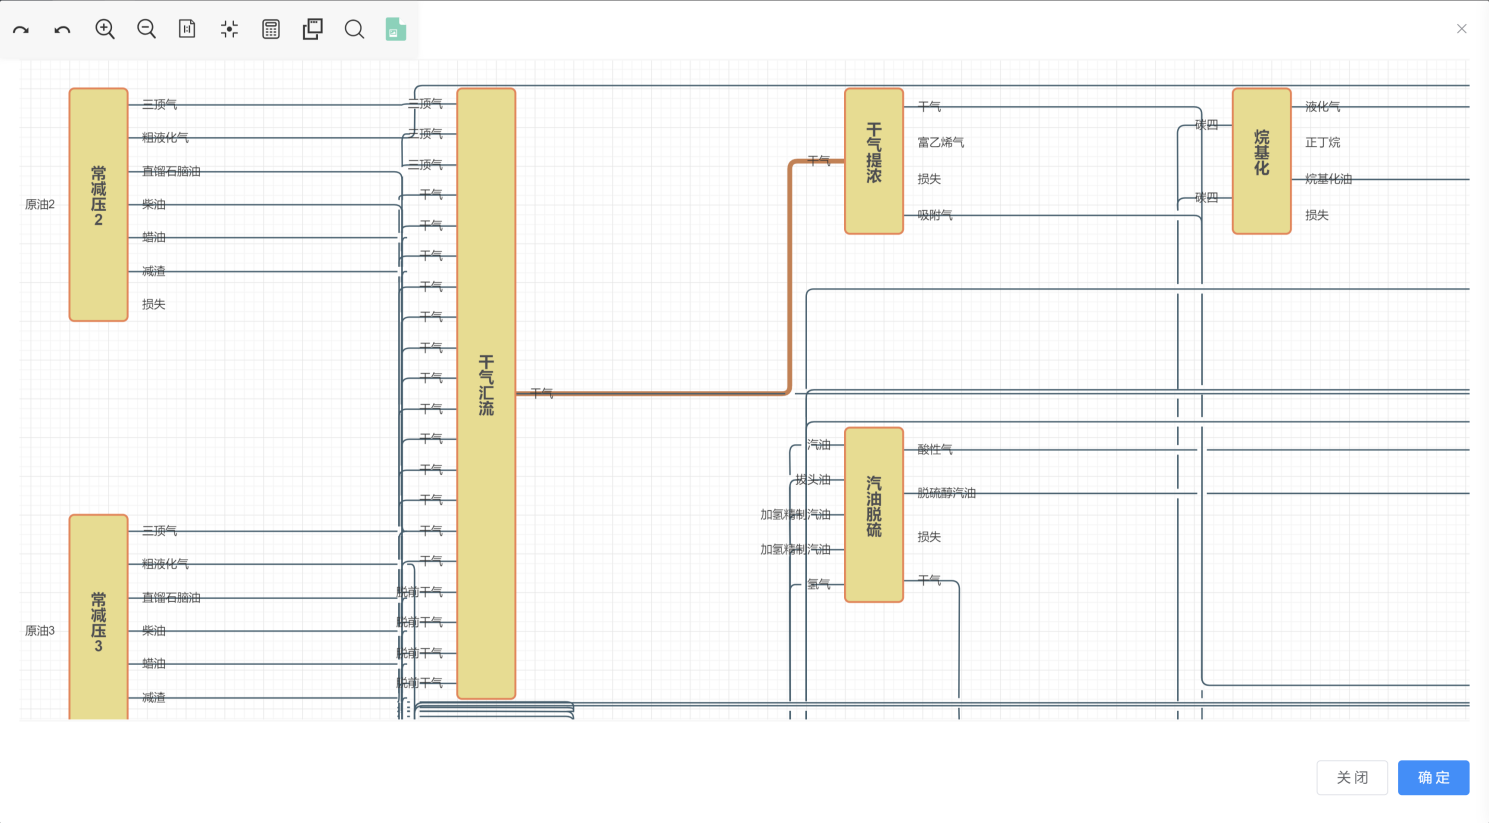 原油2
常减压2
三顶气
粗液化气
直馏石脑油
柴油
蜡油
减渣
损失
原油3
常减压3
三顶气
粗液化气
直馏石脑油
柴油
蜡油
减渣
三顶气
三顶气
三顶气
干气
干气
干气
干气
干气
干气
干气
干气
干气
干气
干气
干气
干气
脱前干气
脱前干气
脱前干气
脱前干气
干气汇流
干气
干气
干气提浓
干气
富乙烯气
损失
吸附气
汽油
拔头油
加氢精制汽油
加氢精制汽油
氢气
汽油脱硫
酸性气
脱硫醇汽油
损失
干气
碳四
碳四
烷基化
液化气
正丁烷
烷基化油
损失
关闭
确定